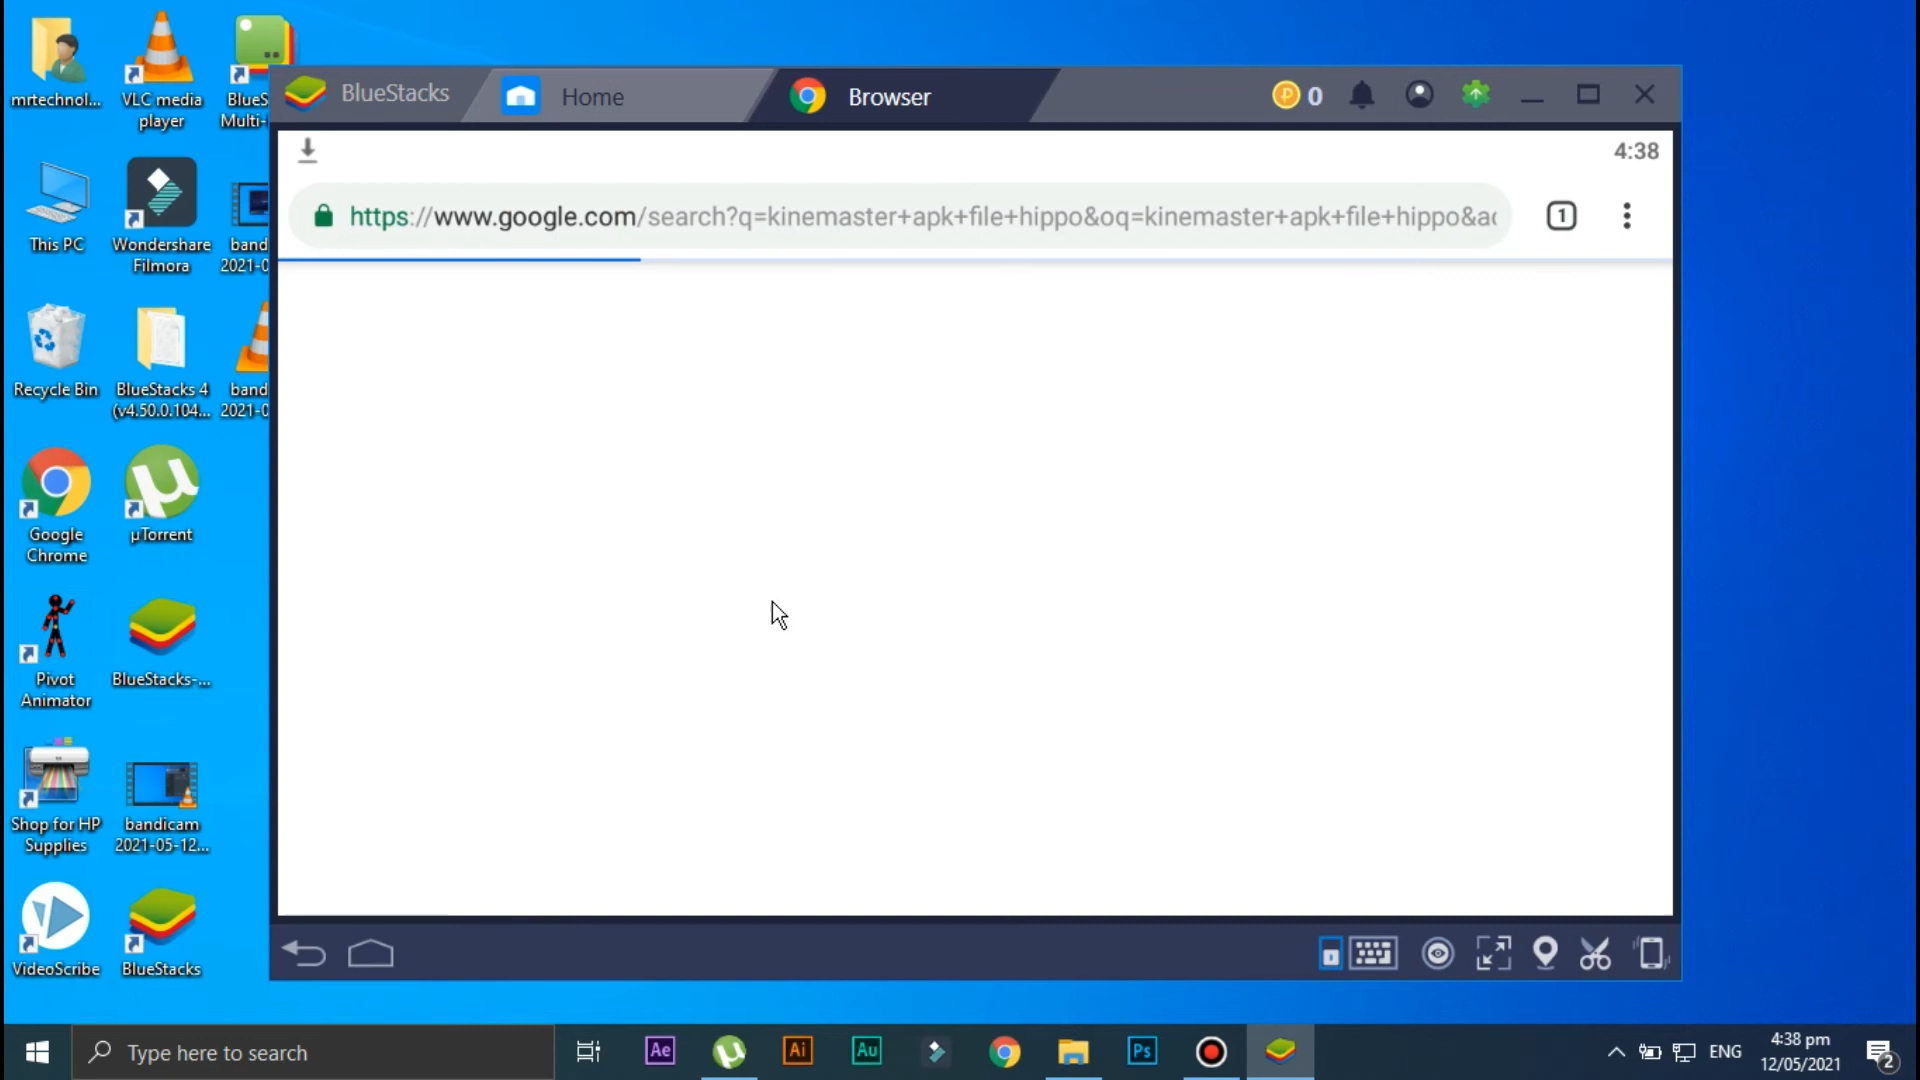 BlueStacks
Home
Browser
0
4:38
https://www.google.com/search?q=kinemaster+apk+file+hippo&oq=kinemaster+apk+file+hippo&
1
mrtechnol...
VLC media
player
BlueS
Multi-
This PC
Wondershare
Filmora
band
2021-0
Recycle Bin
BlueStacks 4
(v4.50.0.104...
band
2021-0
Google
Chrome
µTorrent
Pivot
Animator
BlueStacks-...
Shop for HP
Supplies
bandicam
2021-05-12...
VideoScribe
BlueStacks
Type here to search
Ae
Ai
Au
Ps
ENG
4:38 pm
12/05/2021
2